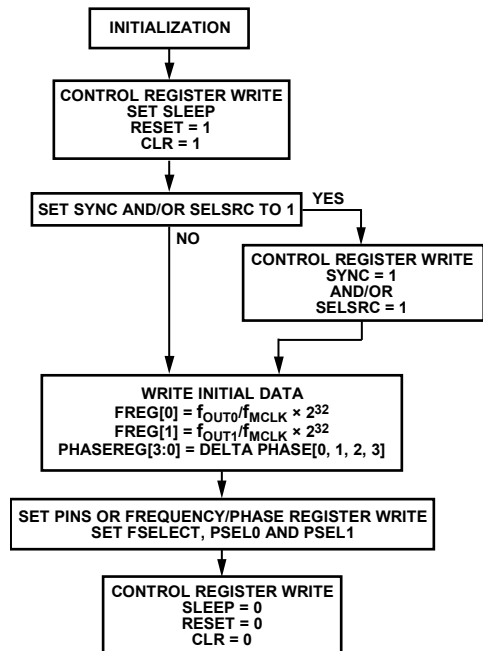 INITIALIZATION
CONTROL REGISTER WRITE
SET SLEEP
RESET = 1
CLR = 1
SET SYNC AND/OR SELSRC TO 1
YES
NO
CONTROL REGISTER WRITE
SYNC = 1
AND/OR
SELSRC = 1
WRITE INITIAL DATA
FREG[0] = fOUT0/fMCLK × 2³²
FREG[1] = fOUT1/fMCLK × 2³²
PHASEREG[3:0] = DELTA PHASE[0, 1, 2, 3]
SET PINS OR FREQUENCY/PHASE REGISTER WRITE
SET FSELECT, PSEL0 AND PSEL1
CONTROL REGISTER WRITE
SLEEP = 0
RESET = 0
CLR = 0